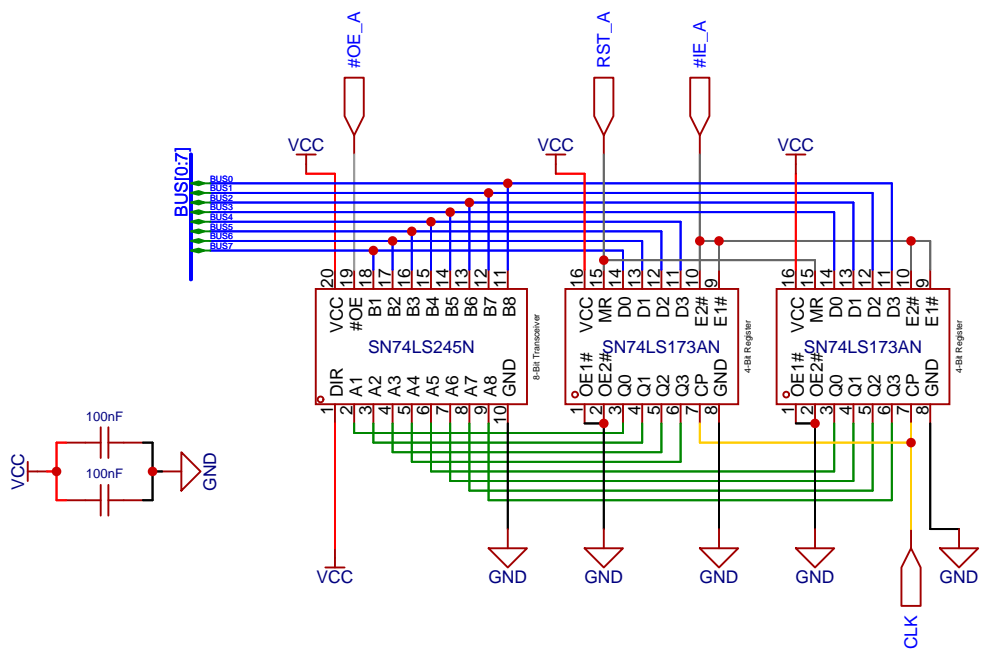 #OE_A
RST_A
#IE_A
VCC
VCC
VCC
BUS[0:7]
BUS0
BUS1
BUS2
BUS3
BUS4
BUS5
BUS6
BUS7
20 19 18 17 16 15 14 13 12 11
VCC #OE B1 B2 B3 B4 B5 B6 B7 B8
SN74LS245N
8-Bit Transceiver
DIR A1 A2 A3 A4 A5 A6 A7 A8 GND
1 2 3 4 5 6 7 8 9 10
16 15 14 13 12 11 10 9
VCC MR D0 D1 D2 D3 E2# E1#
SN74LS173AN
4-Bit Register
OE1# OE2# Q0 Q1 Q2 Q3 CP GND
1 2 3 4 5 6 7 8
16 15 14 13 12 11 10 9
VCC MR D0 D1 D2 D3 E2# E1#
SN74LS173AN
4-Bit Register
OE1# OE2# Q0 Q1 Q2 Q3 CP GND
1 2 3 4 5 6 7 8
100nF
100nF
VCC
GND
VCC
GND
GND
GND
GND
GND
CLK